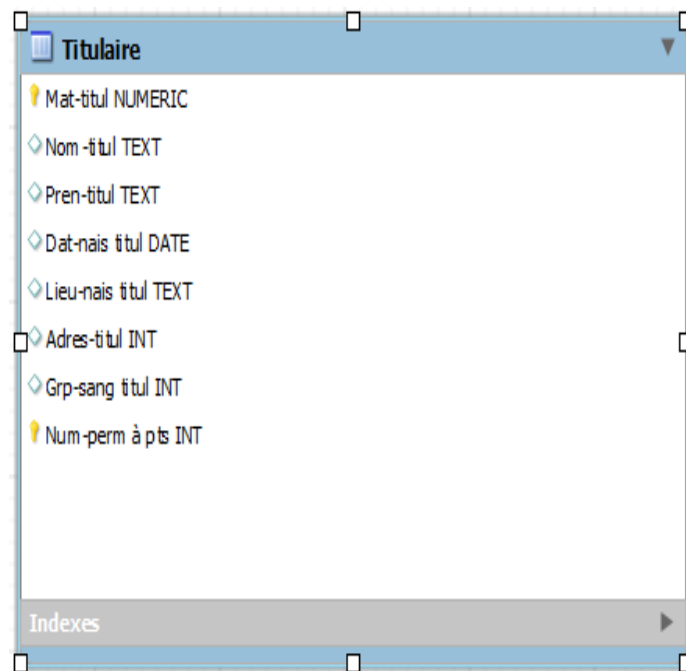 Titulaire
Mat-titul NUMERIC
Nom-titul TEXT
Pren-titul TEXT
Dat-nais titul DATE
Lieu-nais titul TEXT
Adres-titul INT
Grp-sang titul INT
Num-perm à pts INT
Indexes